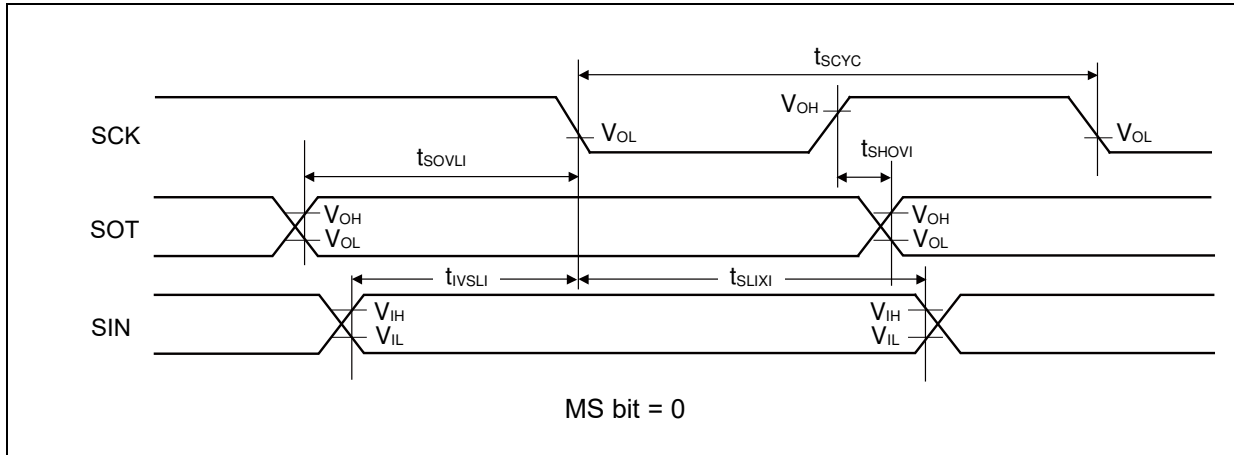 tSCYC
SCK
VOH
VOL
VOL
tSOVLI
tSHOVI
SOT
VOH
VOL
VOH
VOL
tIVSLI
tSLIXI
SIN
VIH
VIL
VIH
VIL
MS bit = 0